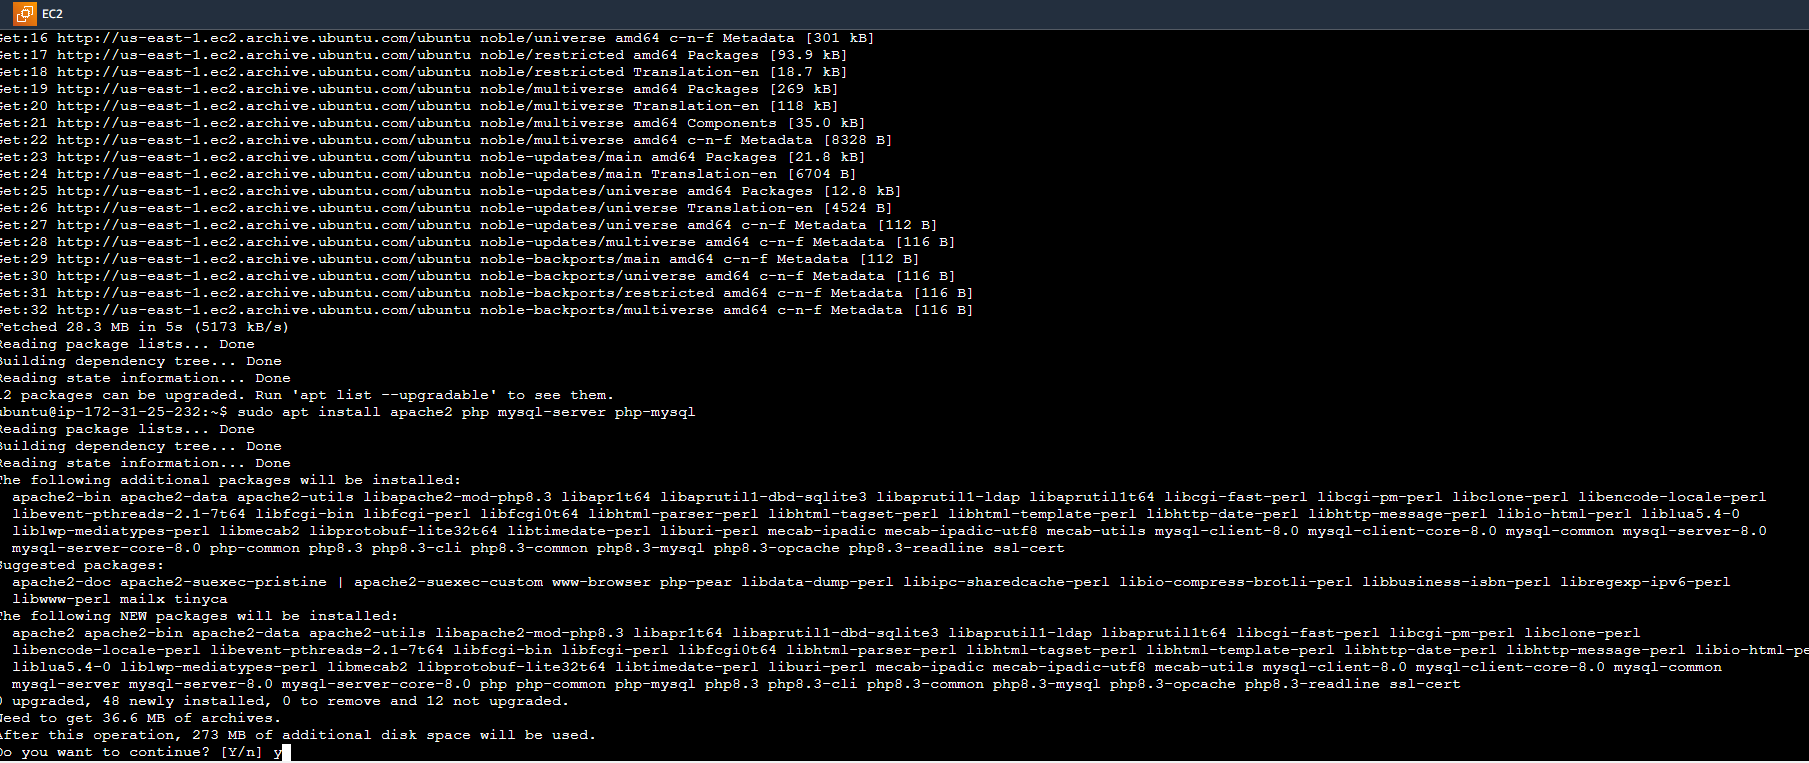 EC2
Get:16 http://us-east-1.ec2.archive.ubuntu.com/ubuntu noble/universe amd64 c-n-f Metadata [301 kB]
Get:17 http://us-east-1.ec2.archive.ubuntu.com/ubuntu noble/restricted amd64 Packages [93.9 kB]
Get:18 http://us-east-1.ec2.archive.ubuntu.com/ubuntu noble/restricted Translation-en [18.7 kB]
Get:19 http://us-east-1.ec2.archive.ubuntu.com/ubuntu noble/multiverse amd64 Packages [269 kB]
Get:20 http://us-east-1.ec2.archive.ubuntu.com/ubuntu noble/multiverse Translation-en [118 kB]
Get:21 http://us-east-1.ec2.archive.ubuntu.com/ubuntu noble/multiverse amd64 Components [35.0 kB]
Get:22 http://us-east-1.ec2.archive.ubuntu.com/ubuntu noble/multiverse amd64 c-n-f Metadata [8328 B]
Get:23 http://us-east-1.ec2.archive.ubuntu.com/ubuntu noble-updates/main amd64 Packages [21.8 kB]
Get:24 http://us-east-1.ec2.archive.ubuntu.com/ubuntu noble-updates/main Translation-en [6704 B]
Get:25 http://us-east-1.ec2.archive.ubuntu.com/ubuntu noble-updates/universe amd64 Packages [12.8 kB]
Get:26 http://us-east-1.ec2.archive.ubuntu.com/ubuntu noble-updates/universe Translation-en [4524 B]
Get:27 http://us-east-1.ec2.archive.ubuntu.com/ubuntu noble-updates/universe amd64 c-n-f Metadata [112 B]
Get:28 http://us-east-1.ec2.archive.ubuntu.com/ubuntu noble-updates/multiverse amd64 c-n-f Metadata [116 B]
Get:29 http://us-east-1.ec2.archive.ubuntu.com/ubuntu noble-backports/main amd64 c-n-f Metadata [112 B]
Get:30 http://us-east-1.ec2.archive.ubuntu.com/ubuntu noble-backports/universe amd64 c-n-f Metadata [116 B]
Get:31 http://us-east-1.ec2.archive.ubuntu.com/ubuntu noble-backports/restricted amd64 c-n-f Metadata [116 B]
Get:32 http://us-east-1.ec2.archive.ubuntu.com/ubuntu noble-backports/multiverse amd64 c-n-f Metadata [116 B]
Fetched 28.3 MB in 5s (5173 kB/s)
Reading package lists... Done
Building dependency tree... Done
Reading state information... Done
12 packages can be upgraded. Run 'apt list --upgradable' to see them.
ubuntu@ip-172-31-25-232:~$ sudo apt install apache2 php mysql-server php-mysql
Reading package lists... Done
Building dependency tree... Done
Reading state information... Done
The following additional packages will be installed:
apache2-bin apache2-data apache2-utils libapache2-mod-php8.3 libapr1t64 libaprutil1-dbd-sqlite3 libaprutil1-ldap libaprutil1t64 libcgi-fast-perl libcgi-pm-perl libclone-perl libencode-locale-perl
libevent-pthreads-2.1-7t64 libfcgi-bin libfcgi-perl libfcgi0t64 libhtml-parser-perl libhtml-tagset-perl libhtml-template-perl libhttp-date-perl libhttp-message-perl libio-html-perl liblua5.4-0
liblwp-mediatypes-perl libmecab2 libprotobuf-lite32t64 libtimedate-perl liburi-perl mecab-ipadic mecab-ipadic-utf8 mecab-utils mysql-client-8.0 mysql-client-core-8.0 mysql-common mysql-server-8.0
mysql-server-core-8.0 php-common php8.3 php8.3-cli php8.3-common php8.3-mysql php8.3-opcache php8.3-readline ssl-cert
Suggested packages:
apache2-doc apache2-suexec-pristine | apache2-suexec-custom www-browser php-pear libdata-dump-perl libipc-sharedcache-perl libio-compress-brotli-perl libbusiness-isbn-perl libregexp-ipv6-perl
libwww-perl mailx tinyca
The following NEW packages will be installed:
apache2 apache2-bin apache2-data apache2-utils libapache2-mod-php8.3 libapr1t64 libaprutil1-dbd-sqlite3 libaprutil1-ldap libaprutil1t64 libcgi-fast-perl libcgi-pm-perl libclone-perl
libencode-locale-perl libevent-pthreads-2.1-7t64 libfcgi-bin libfcgi-perl libfcgi0t64 libhtml-parser-perl libhtml-tagset-perl libhtml-template-perl libhttp-date-perl libhttp-message-perl libio-html-pe
liblua5.4-0 liblwp-mediatypes-perl libmecab2 libprotobuf-lite32t64 libtimedate-perl liburi-perl mecab-ipadic mecab-ipadic-utf8 mecab-utils mysql-client-8.0 mysql-client-core-8.0 mysql-common
mysql-server mysql-server-8.0 mysql-server-core-8.0 php php-common php-mysql php8.3 php8.3-cli php8.3-common php8.3-mysql php8.3-opcache php8.3-readline ssl-cert
0 upgraded, 48 newly installed, 0 to remove and 12 not upgraded.
Need to get 36.6 MB of archives.
After this operation, 273 MB of additional disk space will be used.
Do you want to continue? [Y/n] y